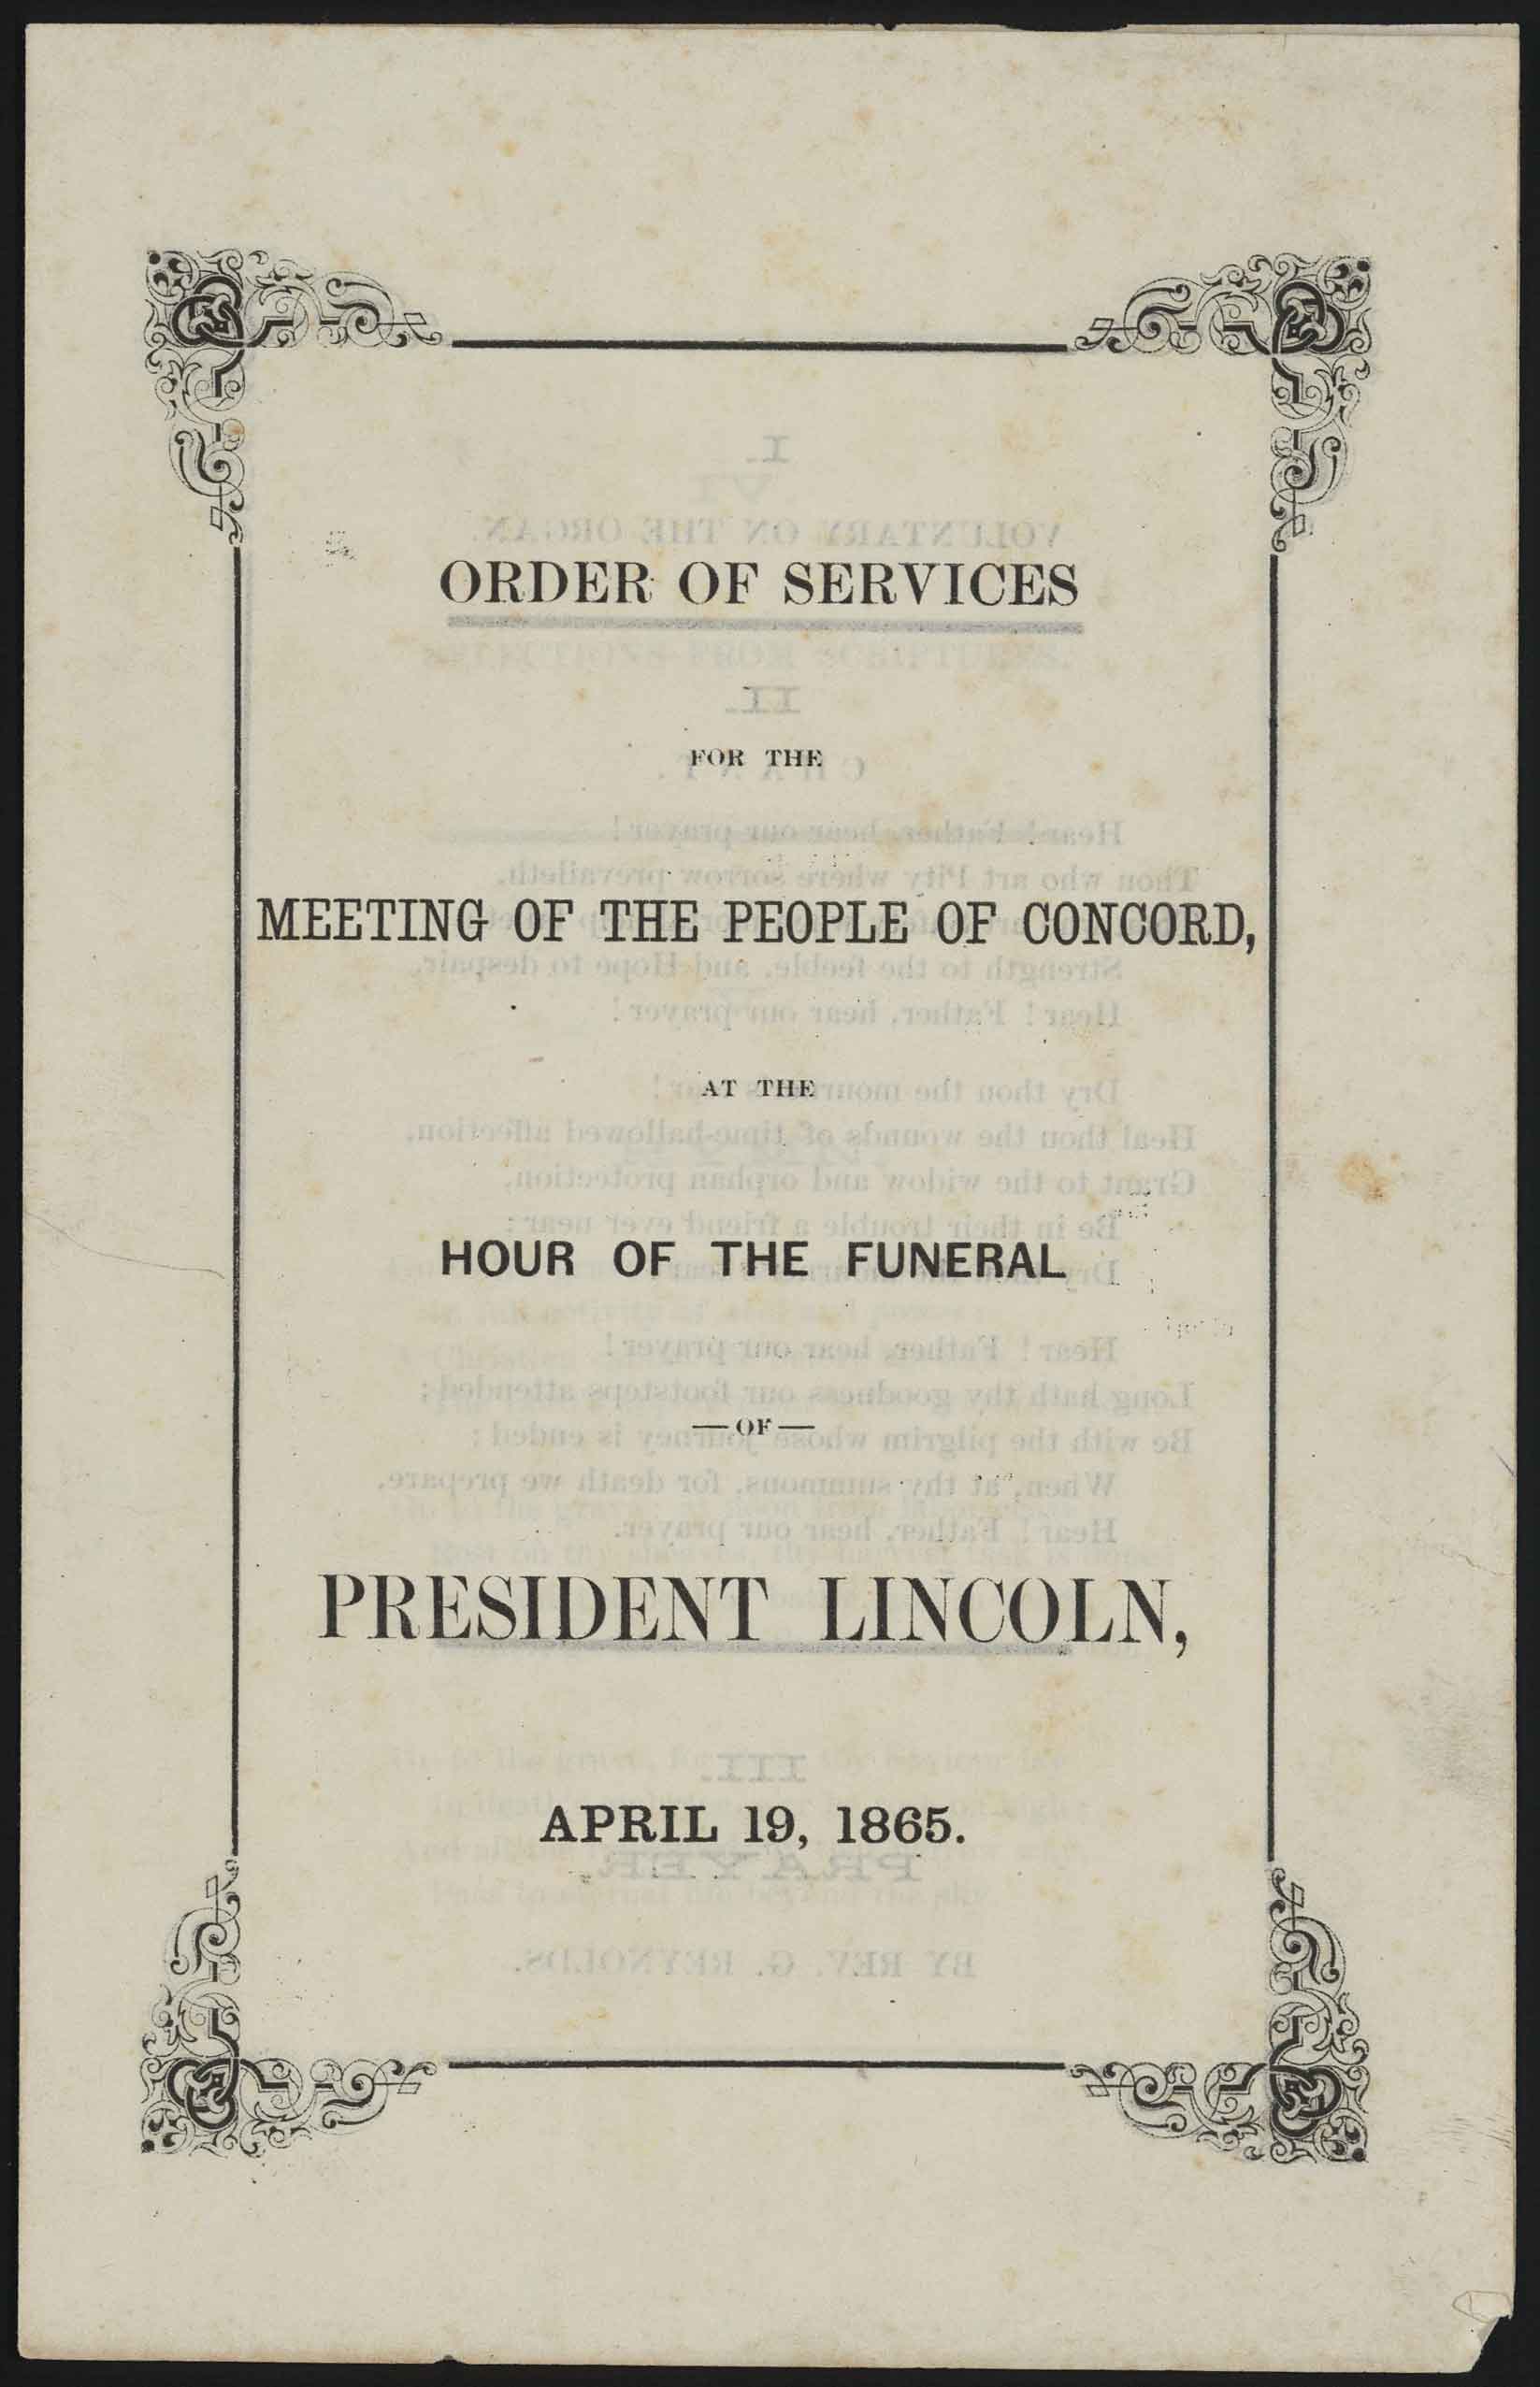 ORDER OF SERVICES
FOR THE
MEETING OF THE PEOPLE OF CONCORD,
AT THE
HOUR OF THE FUNERAL
— OF —
PRESIDENT LINCOLN,
APRIL 19, 1865.